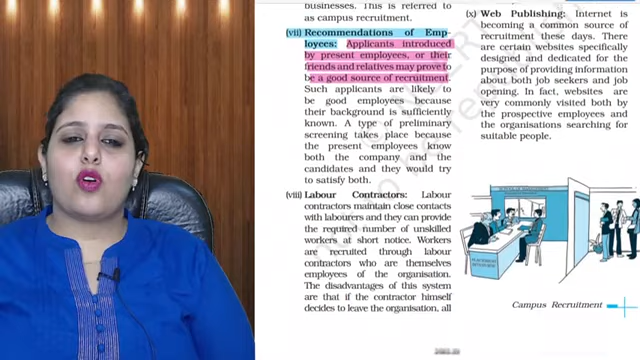 businesses. This is referred to
as campus recruitment.
(vii) Recommendations of Emp-
loyees: Applicants introduced
by present employees, or their
friends and relatives may prove to
be a good source of recruitment.
Such applicants are likely to
be good employees because
their background is sufficiently
known. A type of preliminary
screening takes place because
the present employees know
both the company and the
candidates and they would try
to satisfy both.
(viii) Labour Contractors: Labour
contractors maintain close contacts
with labourers and they can provide
the required number of unskilled
workers at short notice. Workers
are recruited through labour
contractors who are themselves
employees of the organisation.
The disadvantages of this system
are that if the contractor himself
decides to leave the organisation, all
(x) Web Publishing: Internet is
becoming a common source of
recruitment these days. There
are certain websites specifically
designed and dedicated for the
purpose of providing information
about both job seekers and job
opening. In fact, websites are
very commonly visited both by
the prospective employees and
the organisations searching for
suitable people.
Campus Recruitment